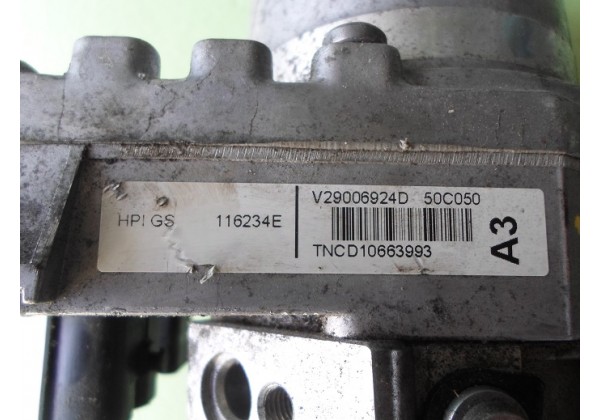 HPI GS 116234E
V29006924D 50C050
TNCD10663993
A3